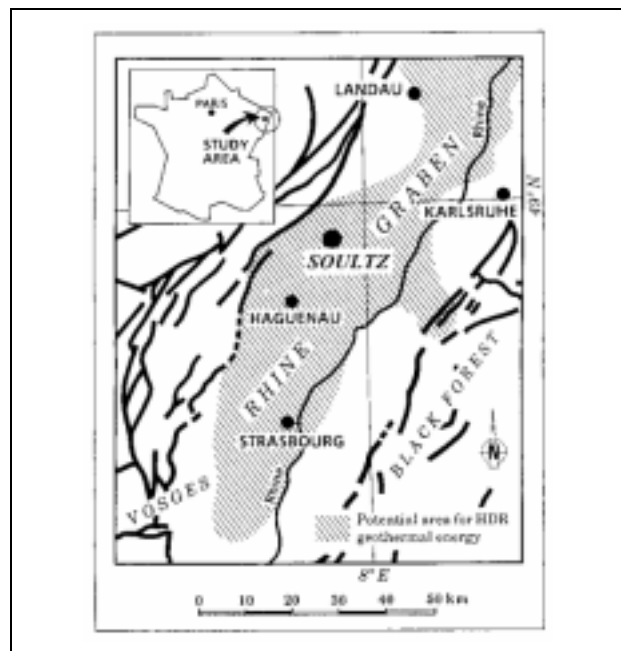 PARIS
STUDY
AREA
LANDAU
Rhine
GRABEN
KARLSRUHE
49° N
SOULTZ
HAGUENAU
RHINE
STRASBOURG
BLACK FOREST
N
VOSGES
Rhine
Potential area for HDR
geothermal energy
8° E
0 10 20 30 40 50 km